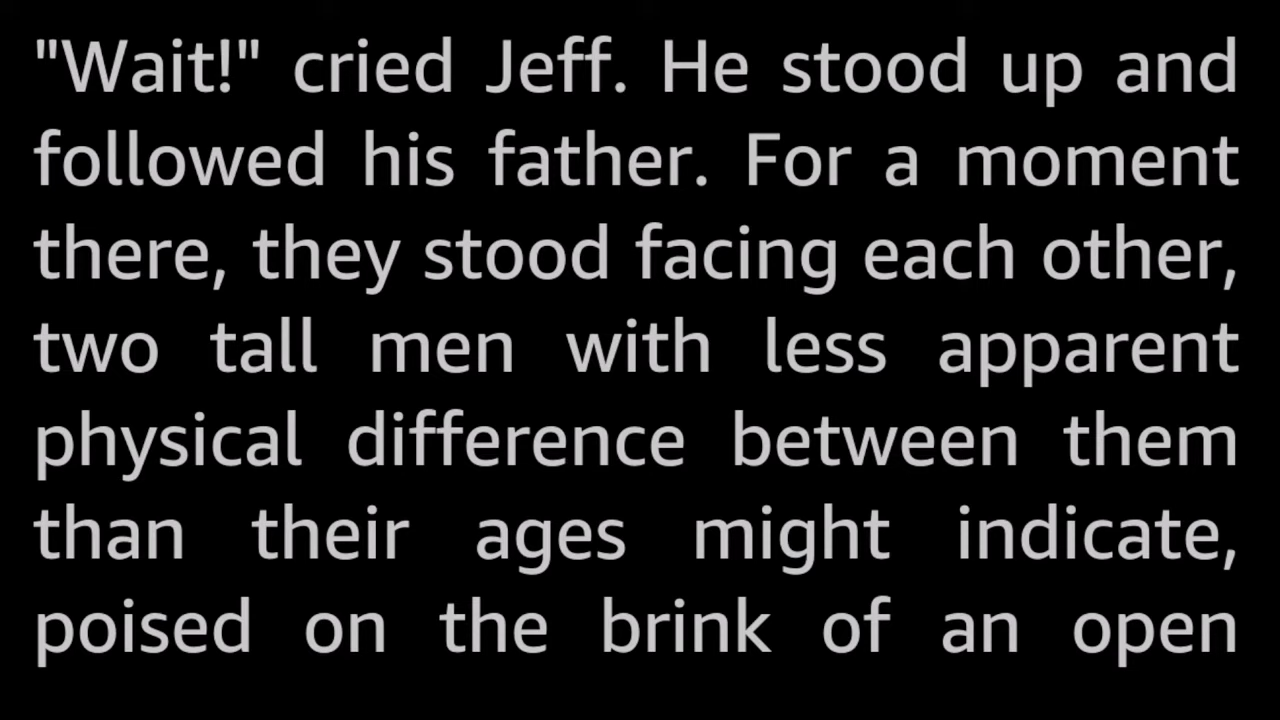 "Wait!" cried Jeff. He stood up and
followed his father. For a moment
there, they stood facing each other,
two tall men with less apparent
physical difference between them
than their ages might indicate,
poised on the brink of an open